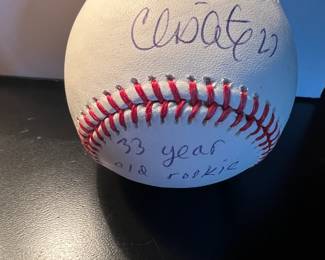 27
33 year
old rookie